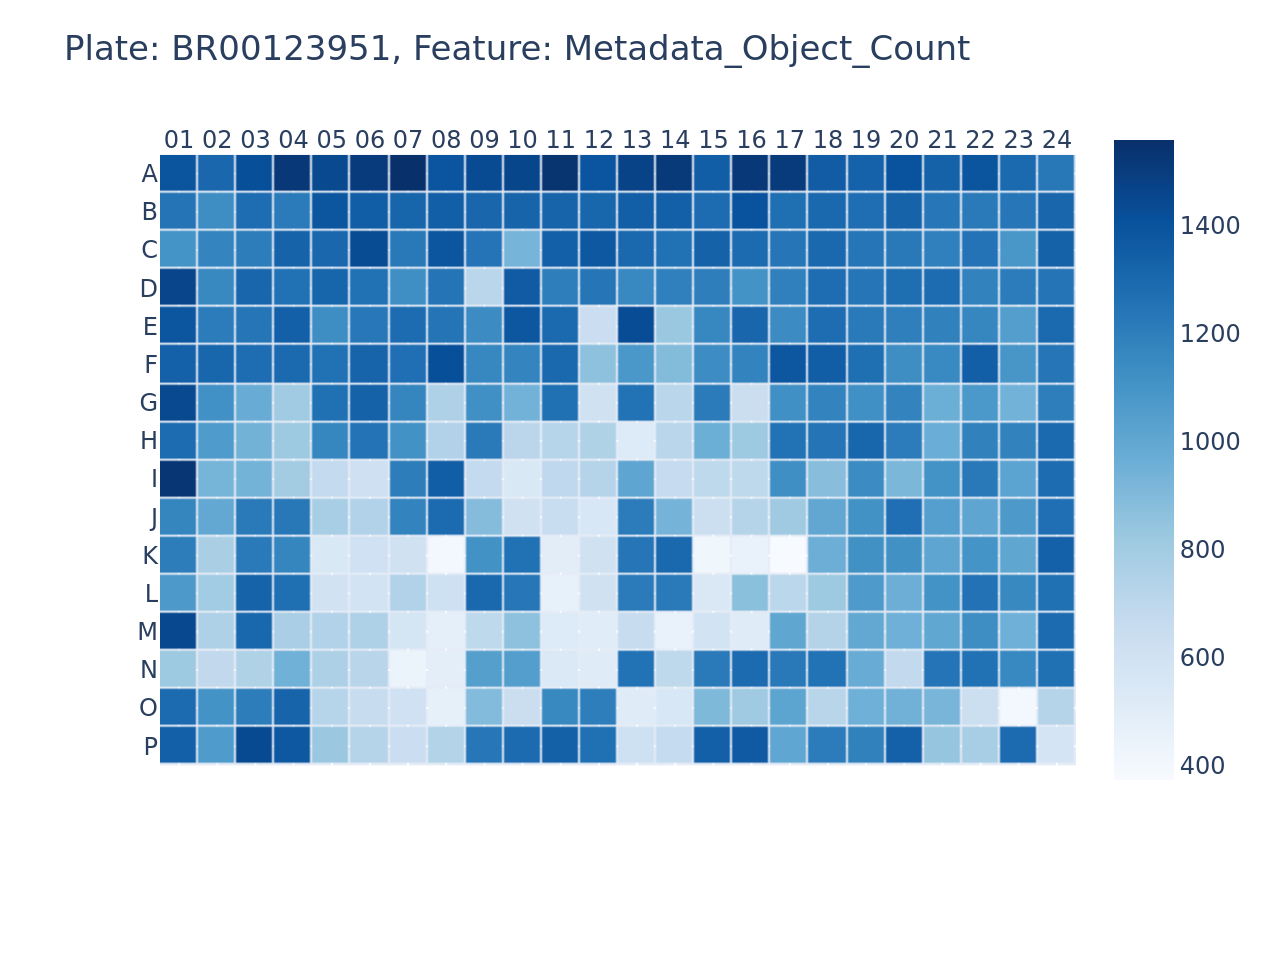 Plate: BR00123951, Feature: Metadata_Object_Count
01 02 03 04 05 06 07 08 09 10 11 12 13 14 15 16 17 18 19 20 21 22 23 24
A
B
C
D
E
F
G
H
I
J
K
L
M
N
O
P
1400
1200
1000
800
600
400